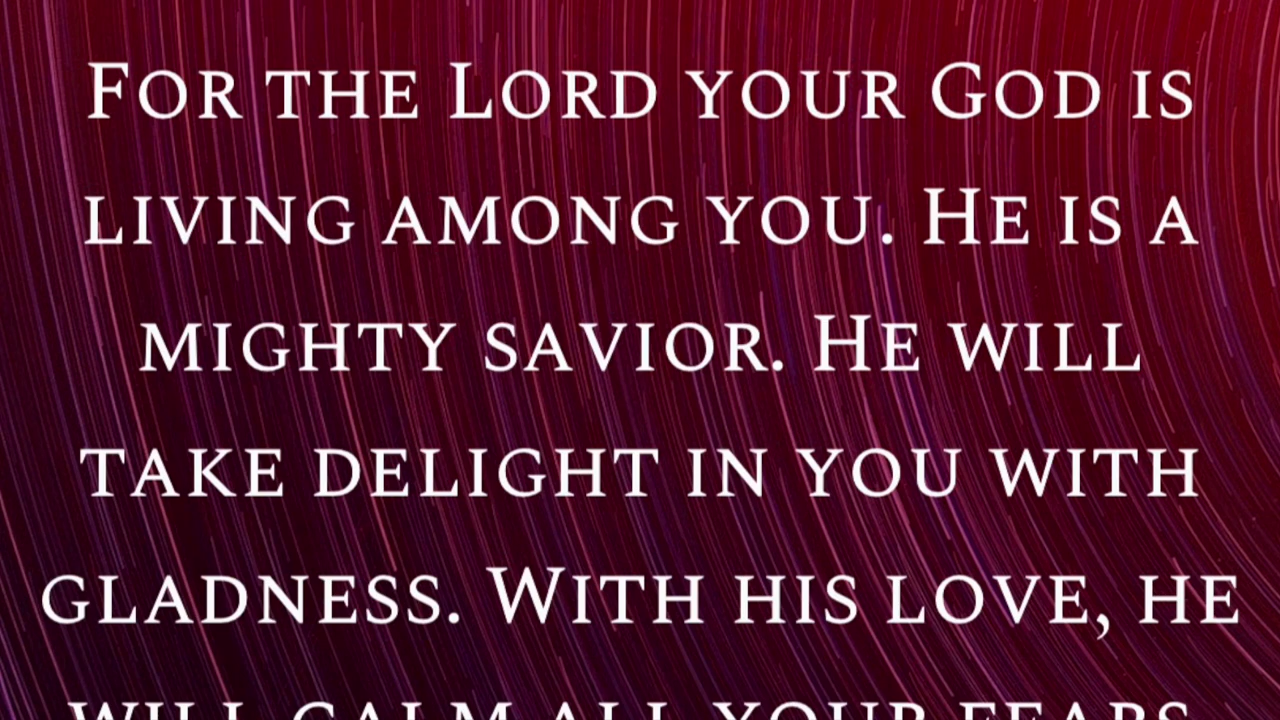 For the Lord your God is
living among you. He is a
mighty savior. He will
take delight in you with
gladness. With his love, he
will calm all your fears.